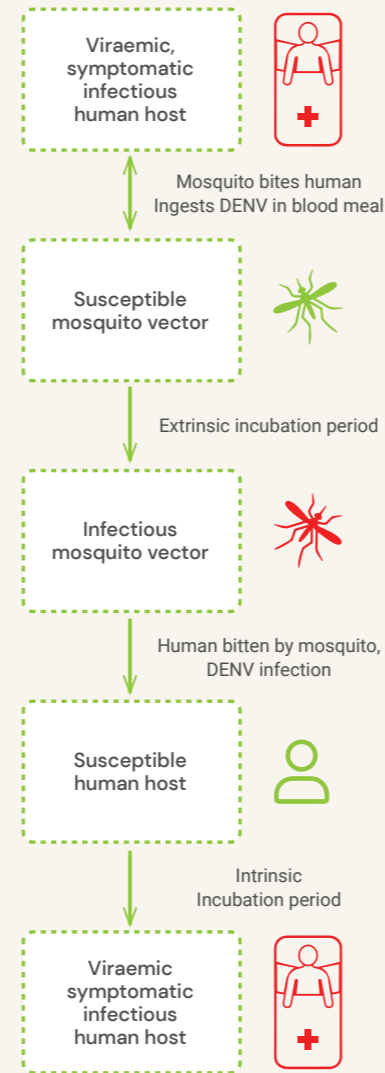 Viraemic,
symptomatic
infectious
human host
Mosquito bites human
Ingests DENV in blood meal
Susceptible
mosquito vector
Extrinsic incubation period
Infectious
mosquito vector
Human bitten by mosquito,
DENV infection
Susceptible
human host
Intrinsic
Incubation period
Viraemic
symptomatic
infectious
human host